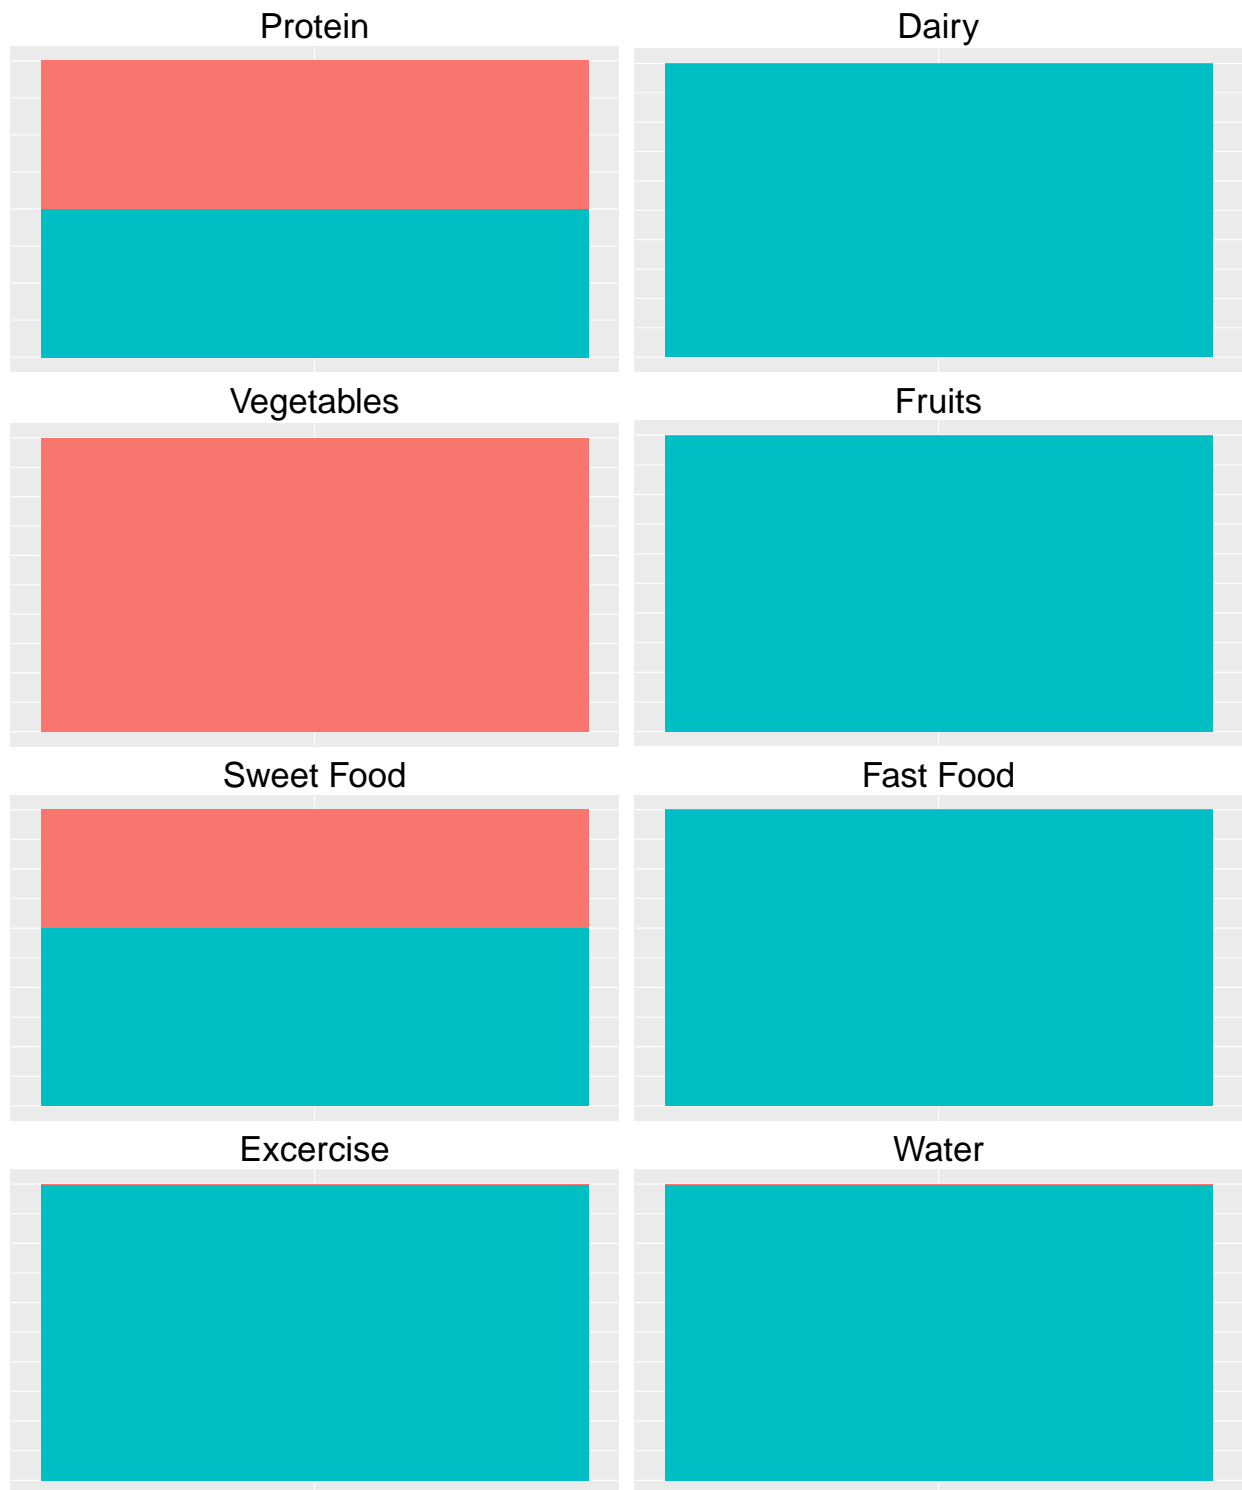 Protein
Dairy
Vegetables
Fruits
Sweet Food
Fast Food
Excercise
Water